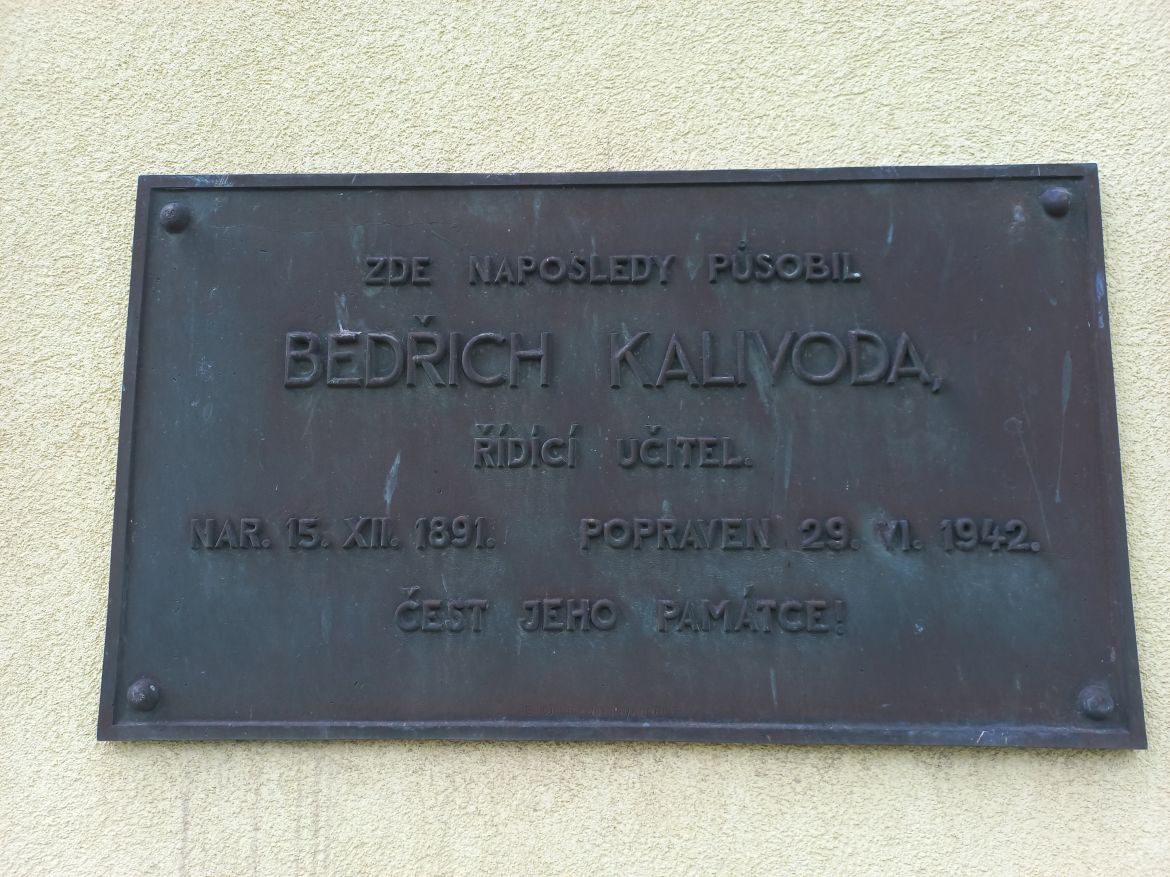 ZDE NAPOSLEDY PŮSOBIL
BEDŘICH KALIVODA,
ŘÍDÍCÍ UČITEL.
NAR. 15. XII. 1891. POPRAVEN 29. VI. 1942.
ČEST JEHO PAMÁTCE!